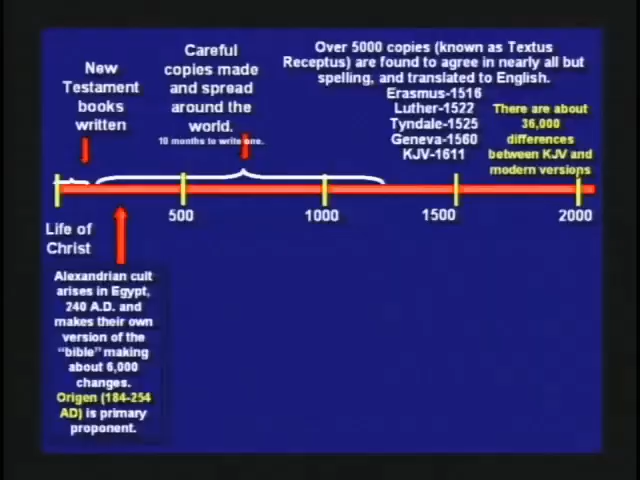 New
Testament
books
written
Careful
copies made
and spread
around the
world.
10 months to write one.
Over 5000 copies (known as Textus
Receptus) are found to agree in nearly all but
spelling, and translated to English.
Erasmus-1516
Luther-1522
Tyndale-1525
Geneva-1560
KJV-1611
There are about
36,000
differences
between KJV and
modern versions
500
1000
1500
2000
Life of
Christ
Alexandrian cult
arises in Egypt,
240 A.D. and
makes their own
version of the
"bible" making
about 6,000
changes.
Origen (184-254
AD) is primary
proponent.